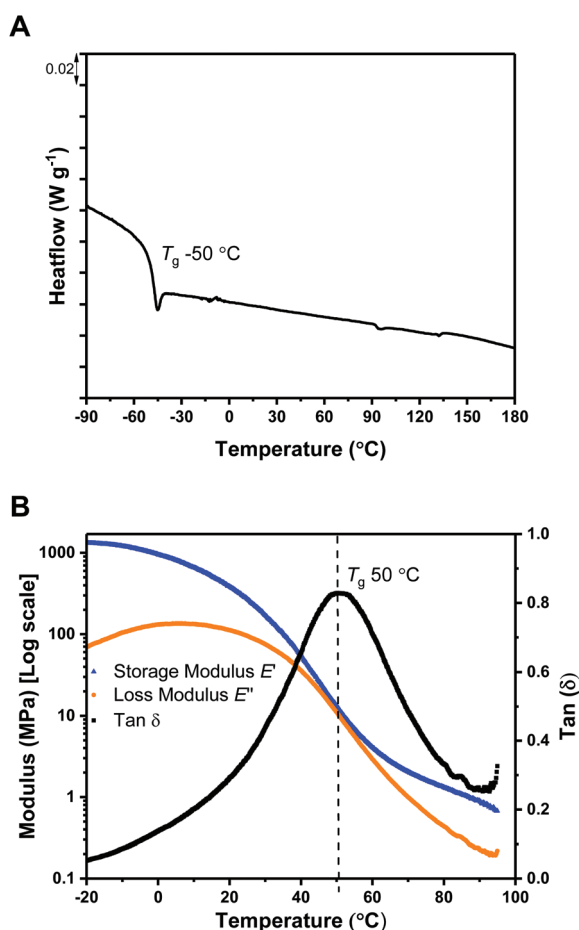 A
0.02
Heatflow (W g⁻¹)
Tg -50 °C
-90 -60 -30 0 30 60 90 120 150 180
Temperature (°C)
B
Modulus (MPa) [Log scale]
1000
100
10
1
0.1
Tg 50 °C
Storage Modulus E'
Loss Modulus E"
Tan δ
1.0
0.8
0.6
0.4
0.2
0.0
Tan (δ)
-20 0 20 40 60 80 100
Temperature (°C)